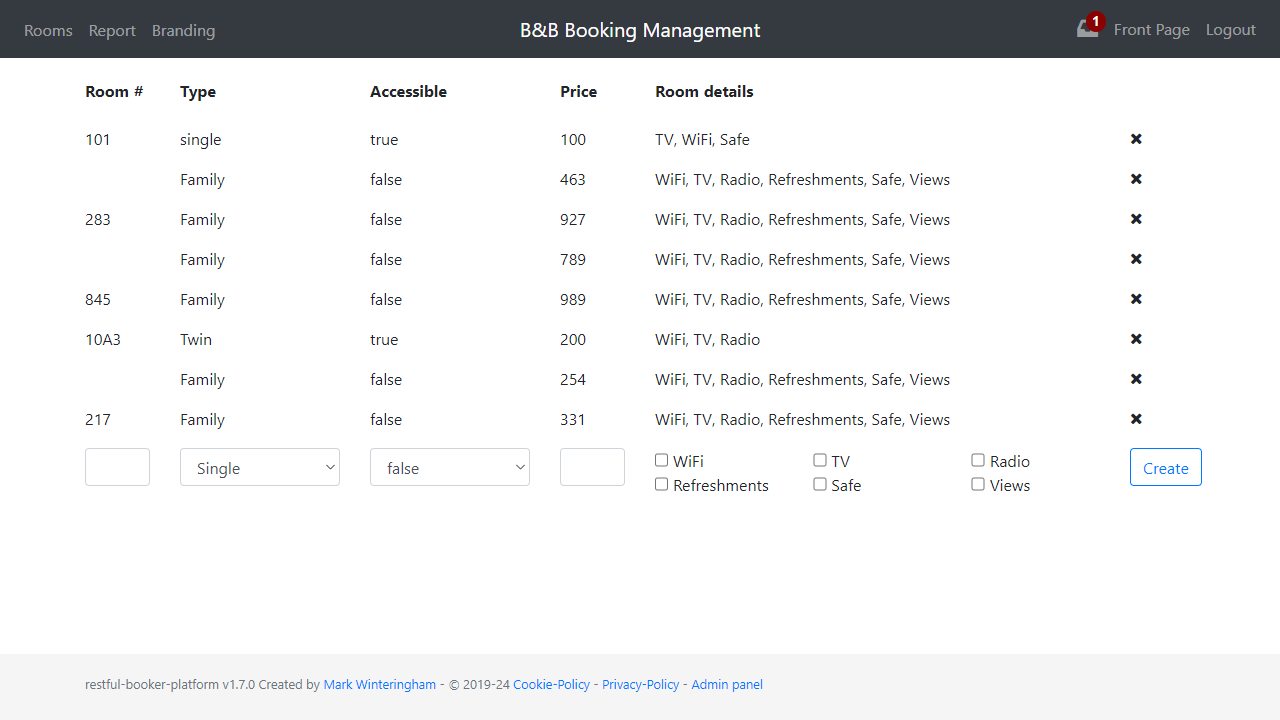 Rooms Report Branding B&B Booking Management 1 Front Page Logout
Room # Type Accessible Price Room details
101 single true 100 TV, WiFi, Safe
Family false 463 WiFi, TV, Radio, Refreshments, Safe, Views
283 Family false 927 WiFi, TV, Radio, Refreshments, Safe, Views
Family false 789 WiFi, TV, Radio, Refreshments, Safe, Views
845 Family false 989 WiFi, TV, Radio, Refreshments, Safe, Views
10A3 Twin true 200 WiFi, TV, Radio
Family false 254 WiFi, TV, Radio, Refreshments, Safe, Views
217 Family false 331 WiFi, TV, Radio, Refreshments, Safe, Views
Single false WiFi TV Radio Create
Refreshments Safe Views
restful-booker-platform v1.7.0 Created by Mark Winteringham - © 2019-24 Cookie-Policy - Privacy-Policy - Admin panel